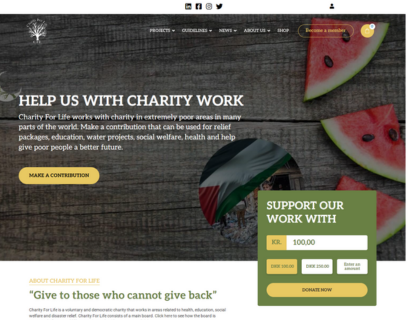 PROJECTS GUIDELINES NEWS ABOUT US SHOP Become a member
HELP US WITH CHARITY WORK
Charity For Life works with charity in extremely poor areas in many
parts of the world. Make a contribution that can be used for relief
packages, education, water projects, social welfare, health and help
give poor people a better future.
MAKE A CONTRIBUTION
SUPPORT OUR
WORK WITH
KR. 100,00
DKK 200,00
Enter an
amount
DONATE NOW
ABOUT CHARITY FOR LIFE
“Give to those who cannot give back”
Charity For Life is a voluntary and democratic charity that works in areas related to health, education, social
welfare and disaster relief. Charity For Life consists of a main board. Click here to see how the board is